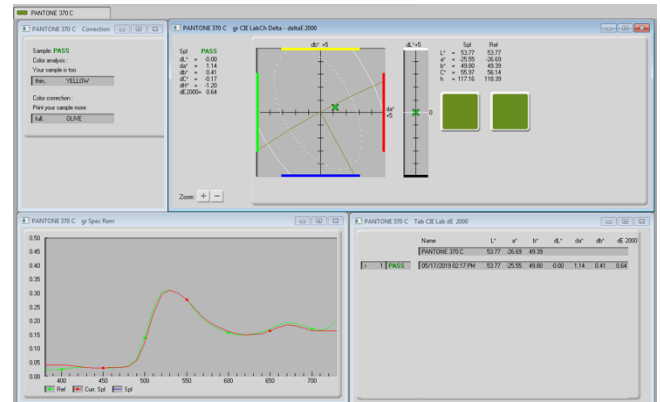 PANTONE 370 C
PANTONE 370 C Correction
Sample: PASS
Color analysis :
Your sample is too
thin, YELLOW
Color correction :
Print your sample more
full, OLIVE
PANTONE 370 C gr CIE LabCh Delta - deltaE 2000
Spl PASS
dL* = -0.00
da* = 1.14
db* = 0.41
dC* = -0.17
dH* = -1.20
dE2000= 0.64
Zoom: + −
db* +5
da*
+5
dL*+5
0
Spl Ref
L* = 53.77 53.77
a* = -25.55 -26.69
b* = 49.80 49.39
C* = 55.97 56.14
h = 117.16 118.39
PANTONE 370 C gr Spec Rem
0.50
0.45
0.40
0.35
0.30
0.25
0.20
0.15
0.10
0.05
0.00
400 450 500 550 600 650 700
Ref Curr. Spl Spl
PANTONE 370 C Tab CIE Lab dE 2000
Name L* a* b* dL* da* db* dE 2000
PANTONE 370 C 53.77 -26.69 49.39
> 1 PASS 05/17/2019 02:17 PM 53.77 -25.55 49.80 -0.00 1.14 0.41 0.64